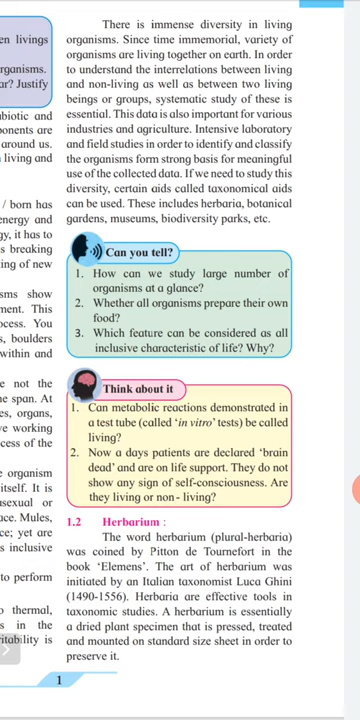 en livings
rganisms.
ar? Justify
abiotic and
ponents are
around us.
living and
/ born has
energy and
gy, it has to
s breaking
ing of new
sms show
ment. This
ocess. You
s, boulders
within and
e not the
he span. At
es, organs,
ve working
cess of the
e organism
itself. It is
sexual or
ace. Mules,
ce; yet are
s inclusive
to perform
o thermal,
s in the
itability is
There is immense diversity in living
organisms. Since time immemorial, variety of
organisms are living together on earth. In order
to understand the interrelations between living
and non-living as well as between two living
beings or groups, systematic study of these is
essential. This data is also important for various
industries and agriculture. Intensive laboratory
and field studies in order to identify and classify
the organisms form strong basis for meaningful
use of the collected data. If we need to study this
diversity, certain aids called taxonomical aids
can be used. These includes herbaria, botanical
gardens, museums, biodiversity parks, etc.
Can you tell?
1. How can we study large number of
organisms at a glance?
2. Whether all organisms prepare their own
food?
3. Which feature can be considered as all
inclusive characteristic of life? Why?
Think about it
1. Can metabolic reactions demonstrated in
a test tube (called 'in vitro' tests) be called
living?
2. Now a days patients are declared 'brain
dead' and are on life support. They do not
show any sign of self-consciousness. Are
they living or non - living?
1.2 Herbarium :
The word herbarium (plural-herbaria)
was coined by Pitton de Tournefort in the
book 'Elemens'. The art of herbarium was
initiated by an Italian taxonomist Luca Ghini
(1490-1556). Herbaria are effective tools in
taxonomic studies. A herbarium is essentially
a dried plant specimen that is pressed, treated
and mounted on standard size sheet in order to
preserve it.
1